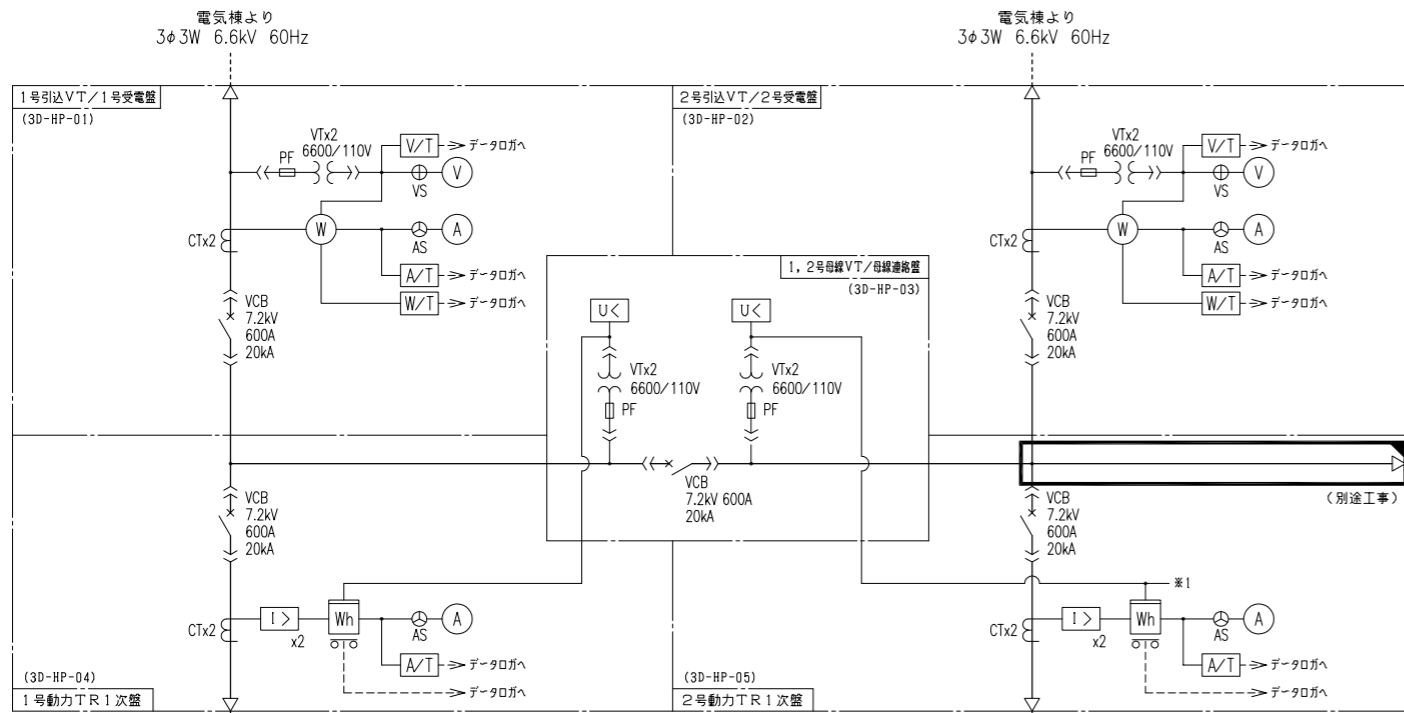 電気棟より
3φ3W 6.6kV 60Hz
電気棟より
3φ3W 6.6kV 60Hz
1号引込VT/1号受電盤
(3D-HP-01)
VTx2
6600/110V
PF
V/T
データロガへ
V
VS
W
CTx2
A
AS
A/T
データロガへ
W/T
データロガへ
VCB
7.2kV
600A
20kA
2号引込VT/2号受電盤
(3D-HP-02)
VTx2
6600/110V
PF
V/T
データロガへ
V
VS
W
CTx2
A
AS
A/T
データロガへ
W/T
データロガへ
VCB
7.2kV
600A
20kA
1,2号母線VT/母線連絡盤
(3D-HP-03)
U<
U<
VTx2
6600/110V
PF
VTx2
6600/110V
PF
VCB
7.2kV 600A
20kA
(別途工事)
VCB
7.2kV
600A
20kA
CTx2
I>
x2
Wh
A
AS
A/T
データロガへ
データロガへ
(3D-HP-04)
1号動力TR1次盤
VCB
7.2kV
600A
20kA
※1
CTx2
I>
x2
Wh
A
AS
A/T
データロガへ
データロガへ
(3D-HP-05)
2号動力TR1次盤